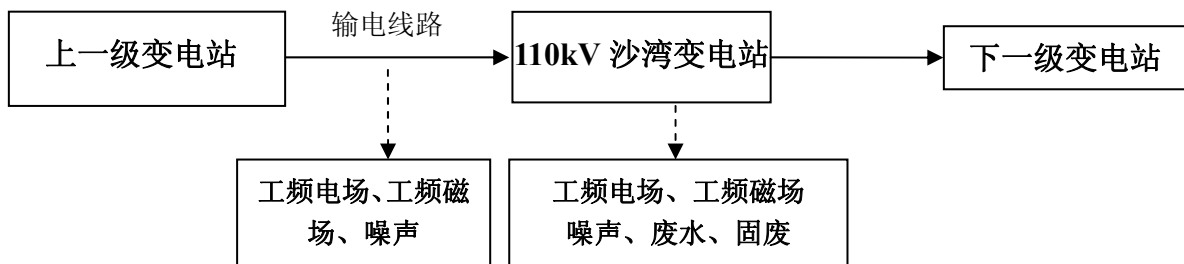 输电线路
上一级变电站
110kV 沙湾变电站
下一级变电站
工频电场、工频磁
场、噪声
工频电场、工频磁场
噪声、废水、固废